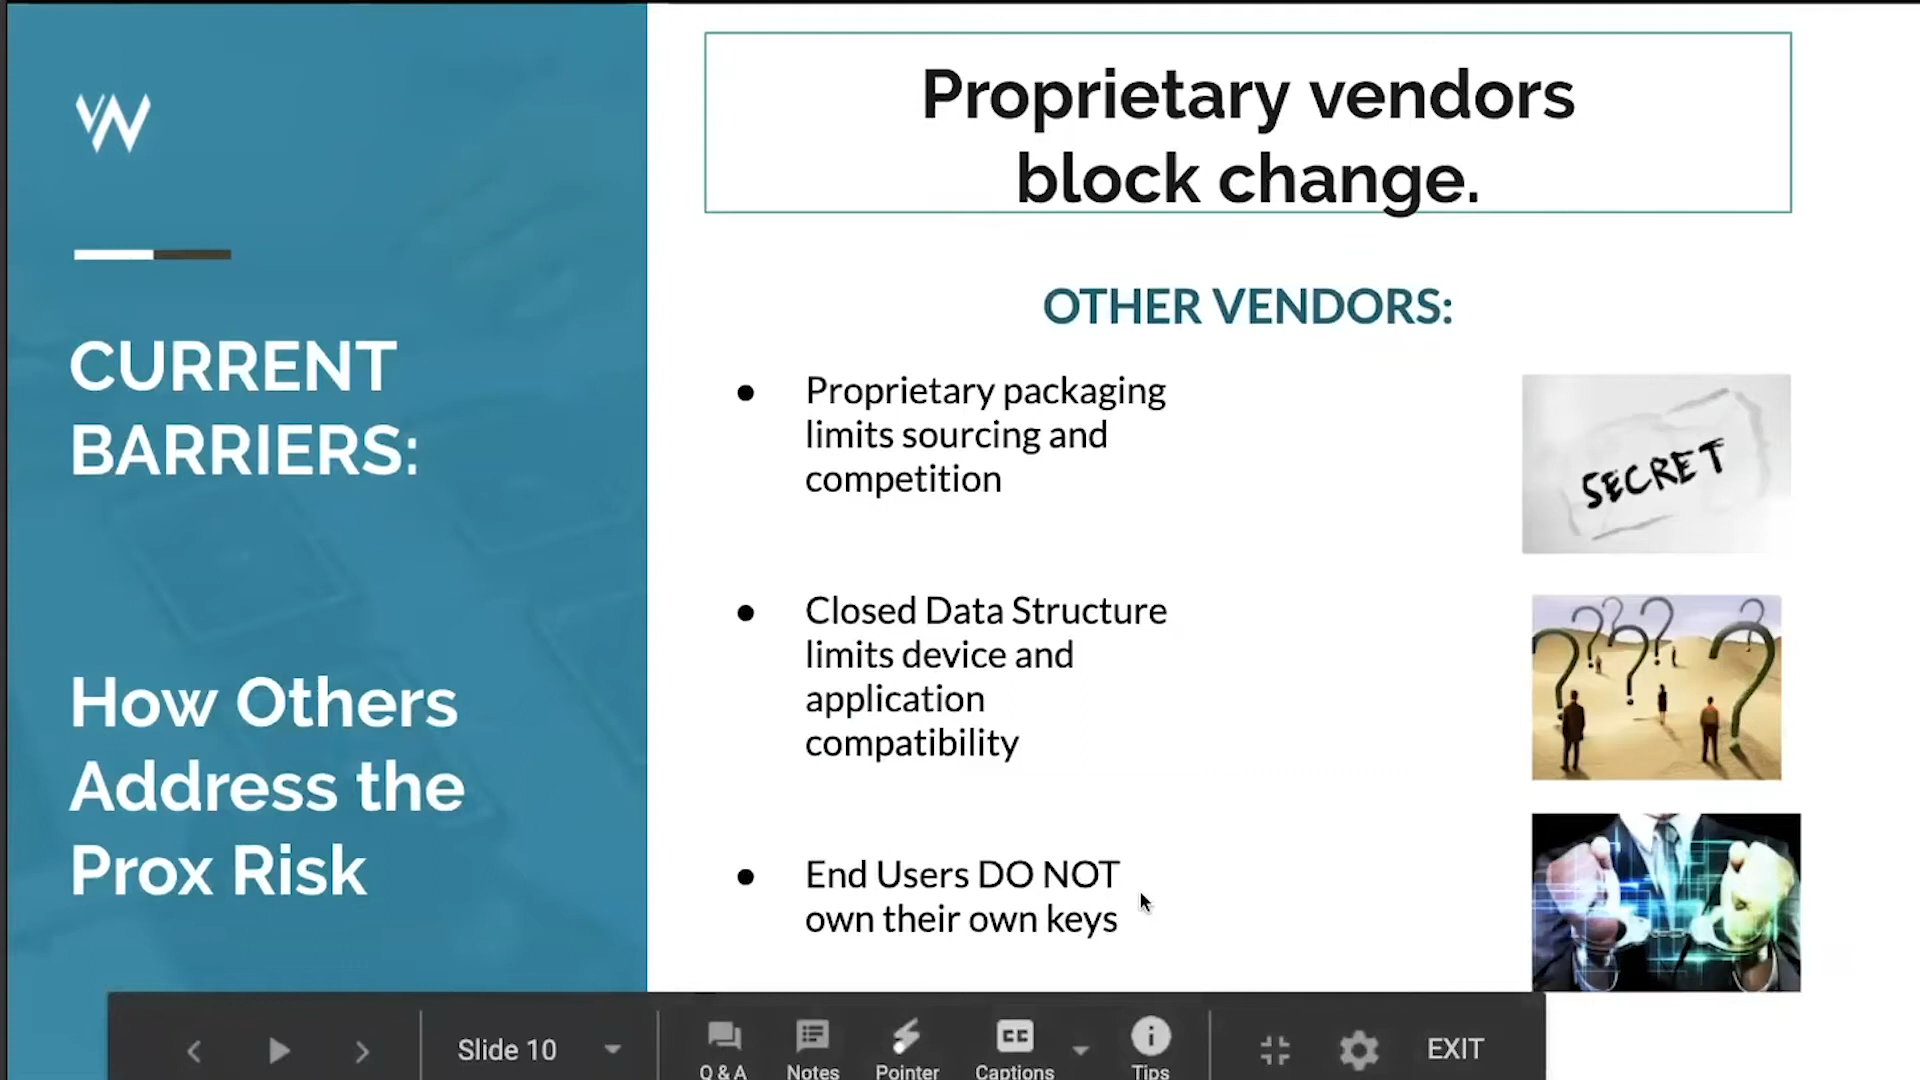 W
CURRENT
BARRIERS:
How Others
Address the
Prox Risk
Proprietary vendors
block change.
OTHER VENDORS:
● Proprietary packaging
limits sourcing and
competition
SECRET
● Closed Data Structure
limits device and
application
compatibility
● End Users DO NOT
own their own keys
Slide 10
Q & A
Notes
Pointer
CC
Captions
Tips
EXIT